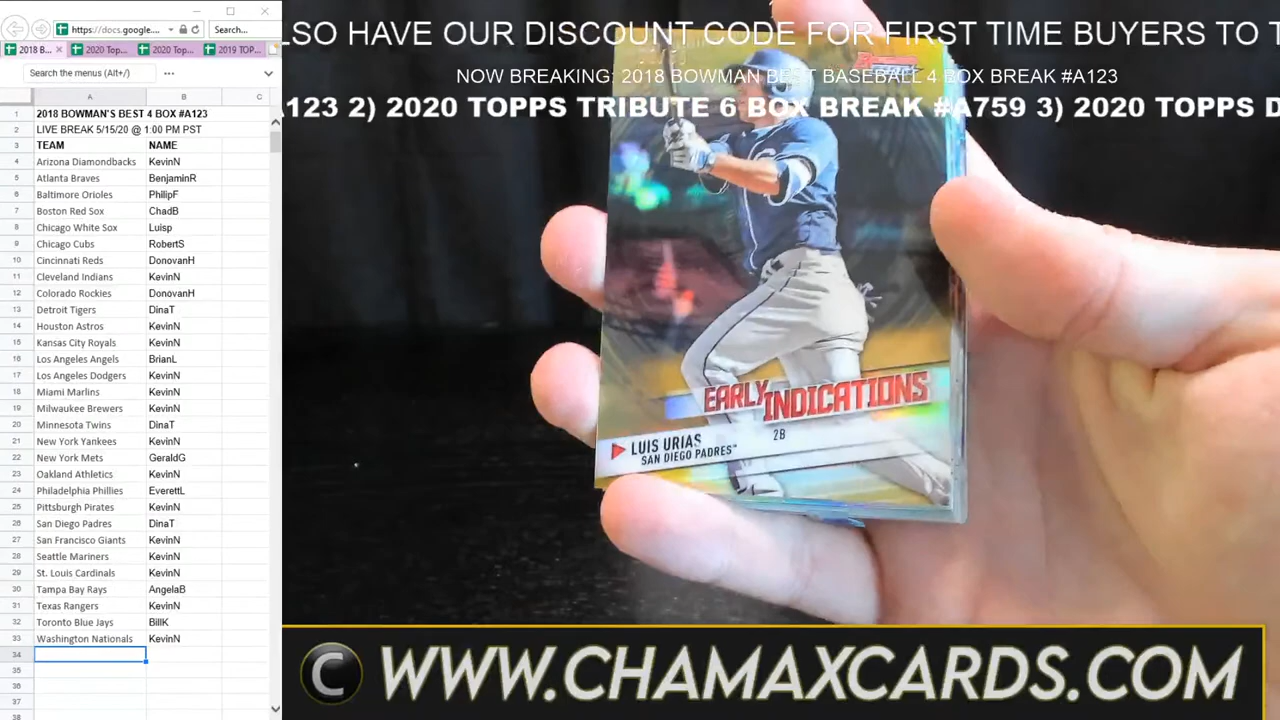 https://docs.google....
Search...
2018 B...
2020 Top...
2020 Top...
2019 TOP...
Search the menus (Alt+/)
A B C
1 2018 BOWMAN'S BEST 4 BOX #A123
2 LIVE BREAK 5/15/20 @ 1:00 PM PST
3 TEAM NAME
4 Arizona Diamondbacks KevinN
5 Atlanta Braves BenjaminR
6 Baltimore Orioles PhilipF
7 Boston Red Sox ChadB
8 Chicago White Sox Luisp
9 Chicago Cubs RobertS
10 Cincinnati Reds DonovanH
11 Cleveland Indians KevinN
12 Colorado Rockies DonovanH
13 Detroit Tigers DinaT
14 Houston Astros KevinN
15 Kansas City Royals KevinN
16 Los Angeles Angels BrianL
17 Los Angeles Dodgers KevinN
18 Miami Marlins KevinN
19 Milwaukee Brewers KevinN
20 Minnesota Twins DinaT
21 New York Yankees KevinN
22 New York Mets GeraldG
23 Oakland Athletics KevinN
24 Philadelphia Phillies EverettL
25 Pittsburgh Pirates KevinN
26 San Diego Padres DinaT
27 San Francisco Giants KevinN
28 Seattle Mariners KevinN
29 St. Louis Cardinals KevinN
30 Tampa Bay Rays AngelaB
31 Texas Rangers KevinN
32 Toronto Blue Jays BillK
33 Washington Nationals KevinN
34
35
36
37
38
LSO HAVE OUR DISCOUNT CODE FOR FIRST TIME BUYERS TO T
NOW BREAKING: 2018 BOWMAN BEST BASEBALL 4 BOX BREAK #A123
A123 2) 2020 TOPPS TRIBUTE 6 BOX BREAK #A759 3) 2020 TOPPS D
EARLY INDICATIONS
LUIS URIAS 2B
SAN DIEGO PADRES™
C WWW.CHAMAXCARDS.COM